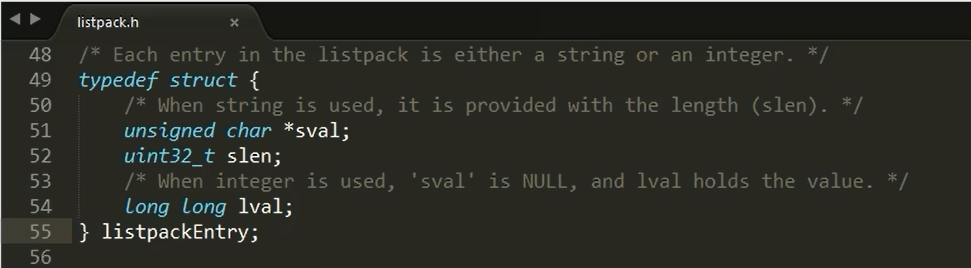 listpack.h
48 /* Each entry in the listpack is either a string or an integer. */
49 typedef struct {
50     /* When string is used, it is provided with the length (slen). */
51     unsigned char *sval;
52     uint32_t slen;
53     /* When integer is used, 'sval' is NULL, and lval holds the value. */
54     long long lval;
55 } listpackEntry;
56